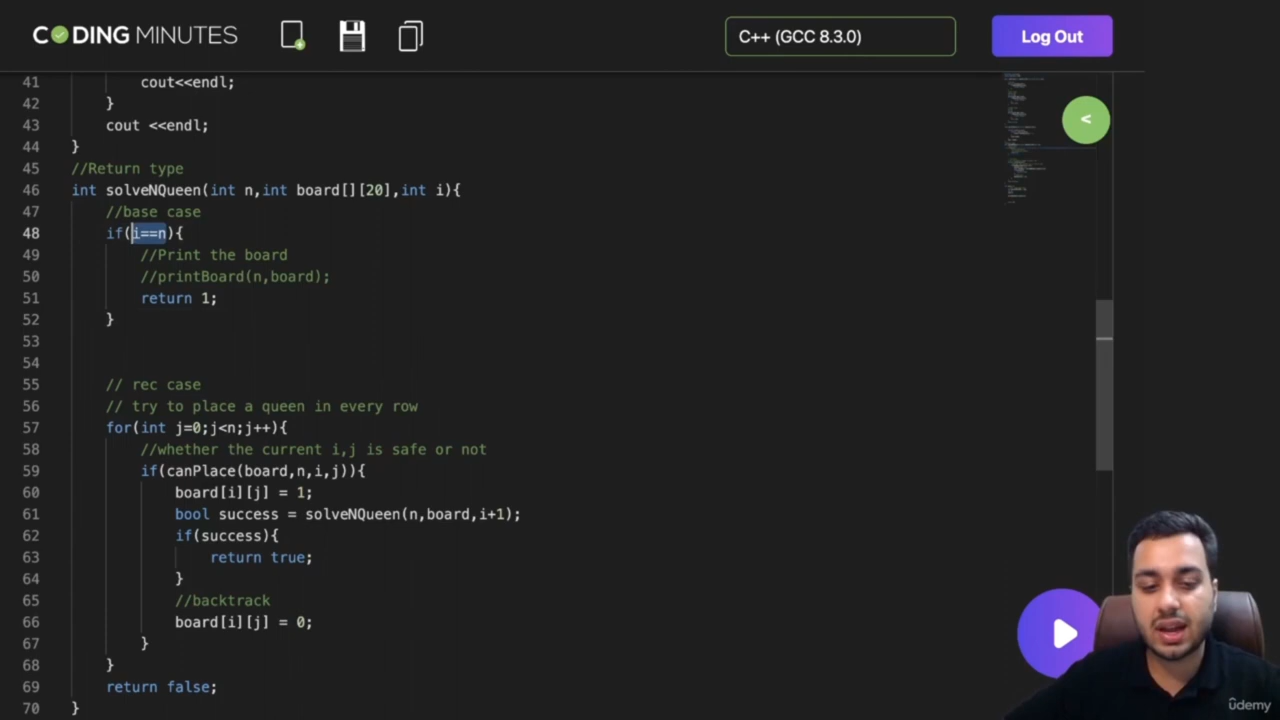 CODING MINUTES
C++ (GCC 8.3.0)
Log Out
<
41 cout<<endl;
42 }
43 cout <<endl;
44 }
45 //Return type
46 int solveNQueen(int n,int board[][20],int i){
47 //base case
48 if(i==n){
49 //Print the board
50 //printBoard(n,board);
51 return 1;
52 }
53
54
55 // rec case
56 // try to place a queen in every row
57 for(int j=0;j<n;j++){
58 //whether the current i,j is safe or not
59 if(canPlace(board,n,i,j)){
60 board[i][j] = 1;
61 bool success = solveNQueen(n,board,i+1);
62 if(success){
63 return true;
64 }
65 //backtrack
66 board[i][j] = 0;
67 }
68 }
69 return false;
70 }
ûdemy